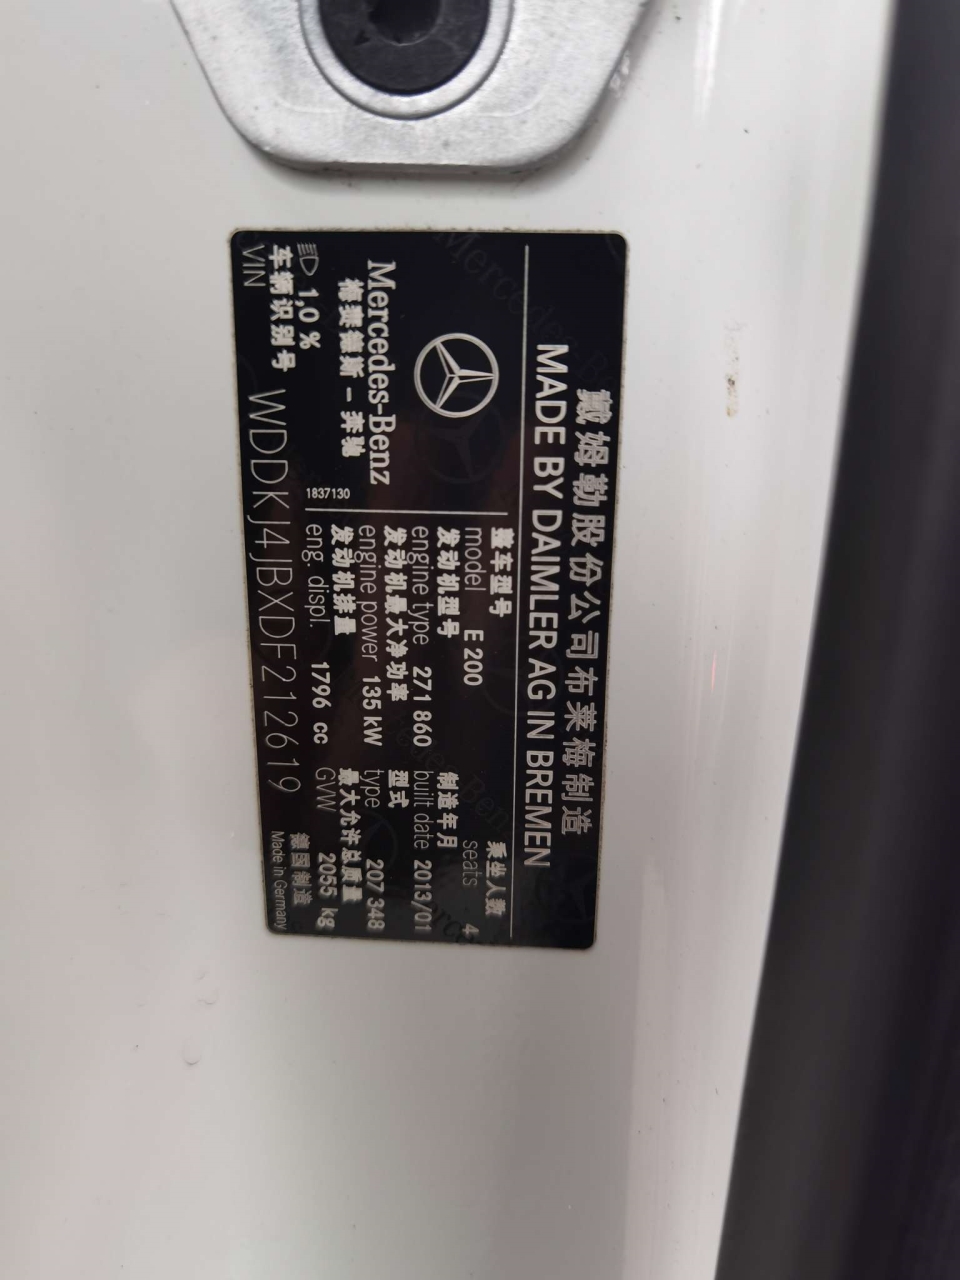 戴姆勒股份公司布莱梅制造
MADE BY DAIMLER AG IN BREMEN
Mercedes-Benz
梅赛德斯-奔驰
1837130
整车型号
model E 200
乘坐人数
seats 4
发动机型号
engine type 271 860
制造年月
built date 2013/01
发动机最大净功率
engine power 135 kW
型式
type 207 348
发动机排量
eng. displ. 1796 cc
最大允许总质量
GVW 2055 kg
1,0 %
车辆识别号
VIN WDDKJ4JBXDF212619
德国制造
Made in Germany